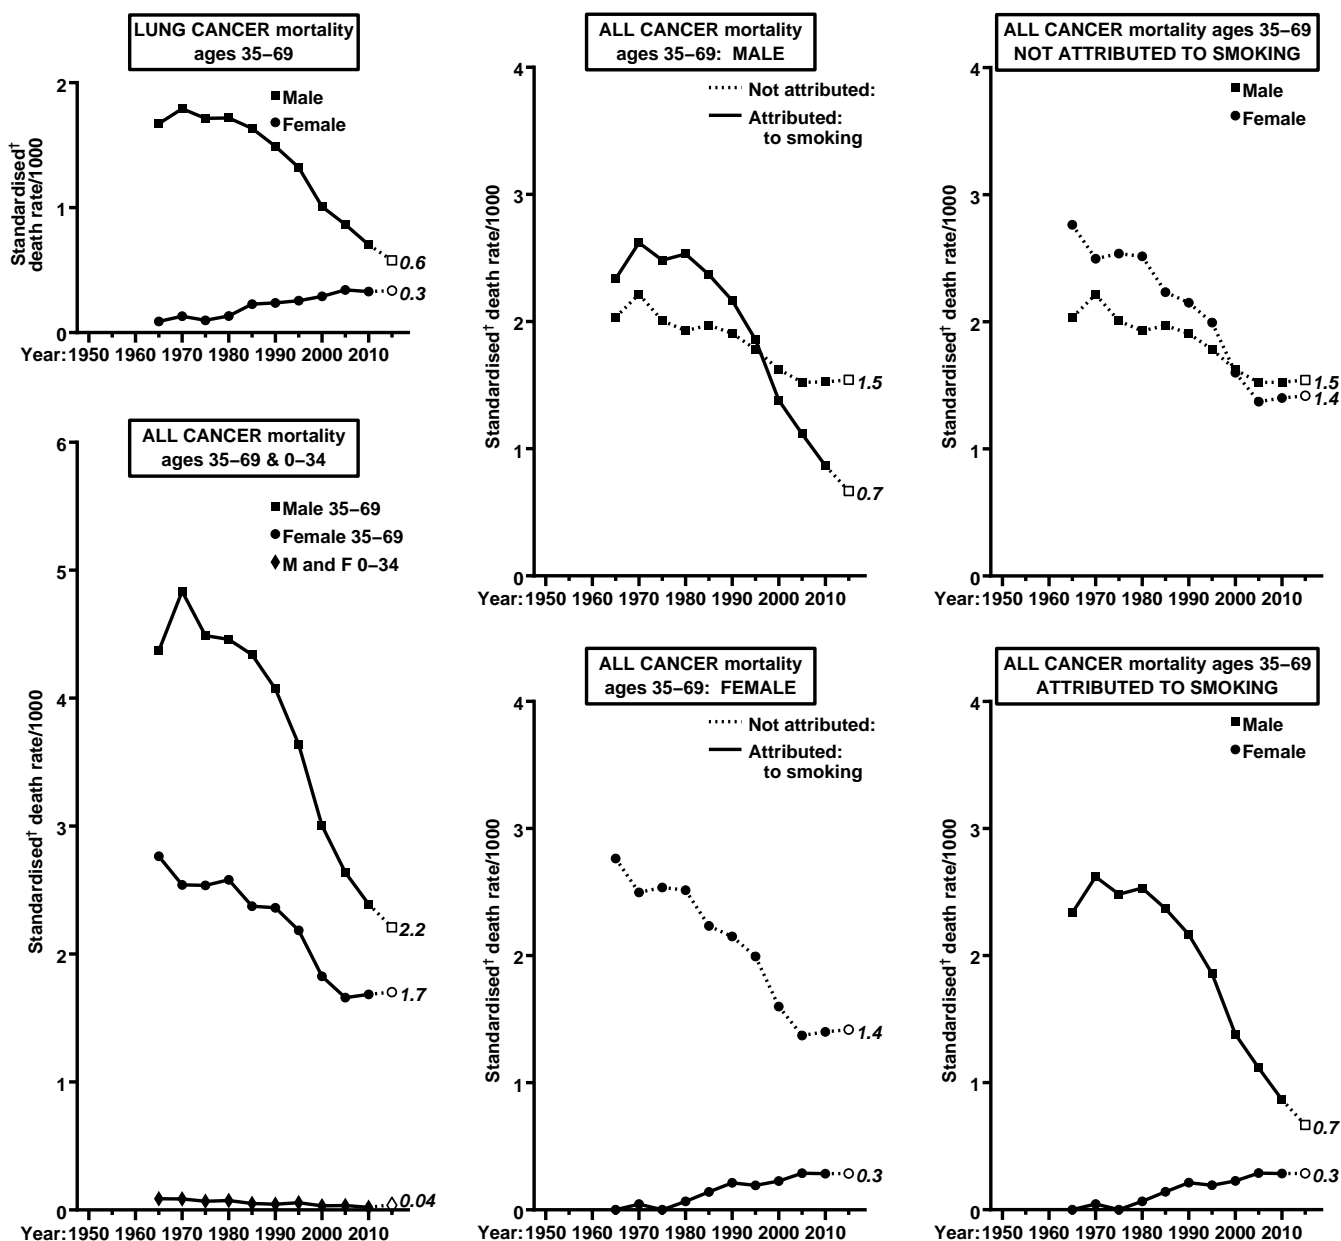 LUNG CANCER mortality
ages 35–69
2
1
0
Standardised†
death rate/1000
Male
Female
0.6
0.3
Year: 1950 1960 1970 1980 1990 2000 2010
ALL CANCER mortality
ages 35–69 & 0–34
6
5
4
3
2
1
0
Standardised† death rate/1000
Male 35–69
Female 35–69
M and F 0–34
2.2
1.7
0.04
Year: 1950 1960 1970 1980 1990 2000 2010
ALL CANCER mortality
ages 35–69: MALE
4
3
2
1
0
Standardised† death rate/1000
Not attributed:
Attributed:
to smoking
1.5
0.7
Year: 1950 1960 1970 1980 1990 2000 2010
ALL CANCER mortality
ages 35–69: FEMALE
4
3
2
1
0
Standardised† death rate/1000
Not attributed:
Attributed:
to smoking
1.4
0.3
Year: 1950 1960 1970 1980 1990 2000 2010
ALL CANCER mortality ages 35–69
NOT ATTRIBUTED TO SMOKING
4
3
2
1
0
Standardised† death rate/1000
Male
Female
1.5
1.4
Year: 1950 1960 1970 1980 1990 2000 2010
ALL CANCER mortality ages 35–69
ATTRIBUTED TO SMOKING
4
3
2
1
0
Standardised† death rate/1000
Male
Female
0.7
0.3
Year: 1950 1960 1970 1980 1990 2000 2010